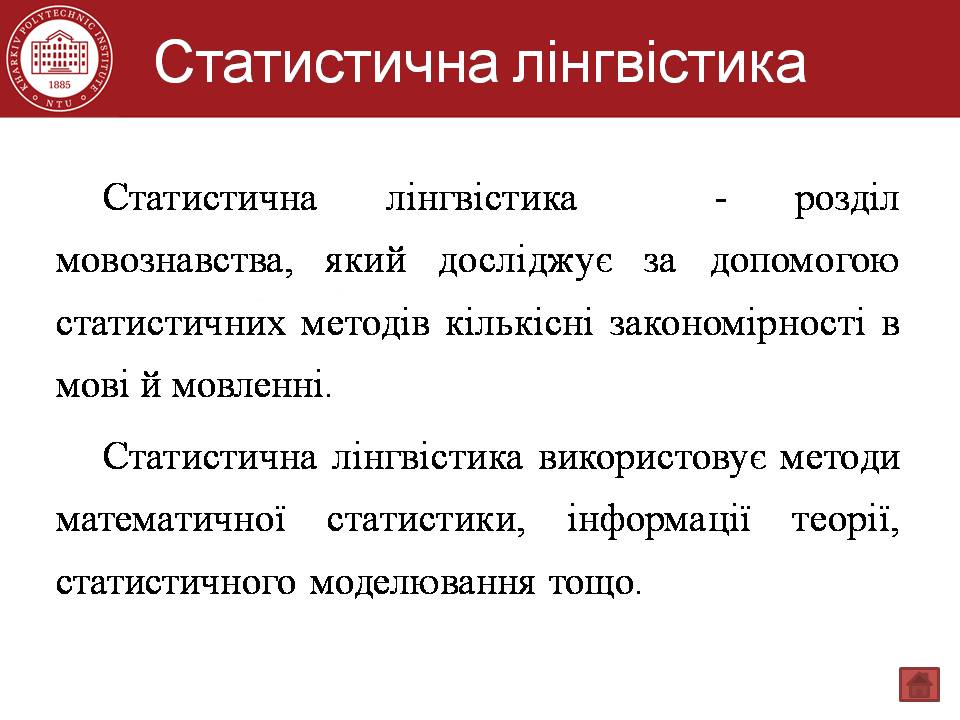 KHARKIV POLYTECHNIC INSTITUTE
1885
NTU
Статистична лінгвістика
Статистична лінгвістика - розділ
мовознавства, який досліджує за допомогою
статистичних методів кількісні закономірності в
мові й мовленні.
Статистична лінгвістика використовує методи
математичної статистики, інформації теорії,
статистичного моделювання тощо.